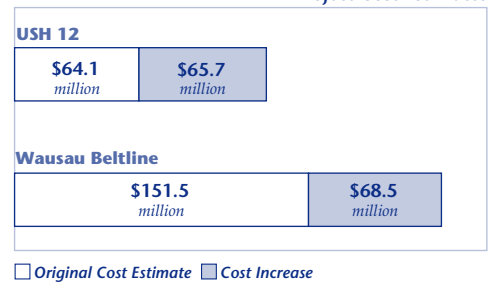 USH 12
$64.1 $65.7
million million
Wausau Beltline
$151.5 $68.5
million million
Original Cost Estimate Cost Increase